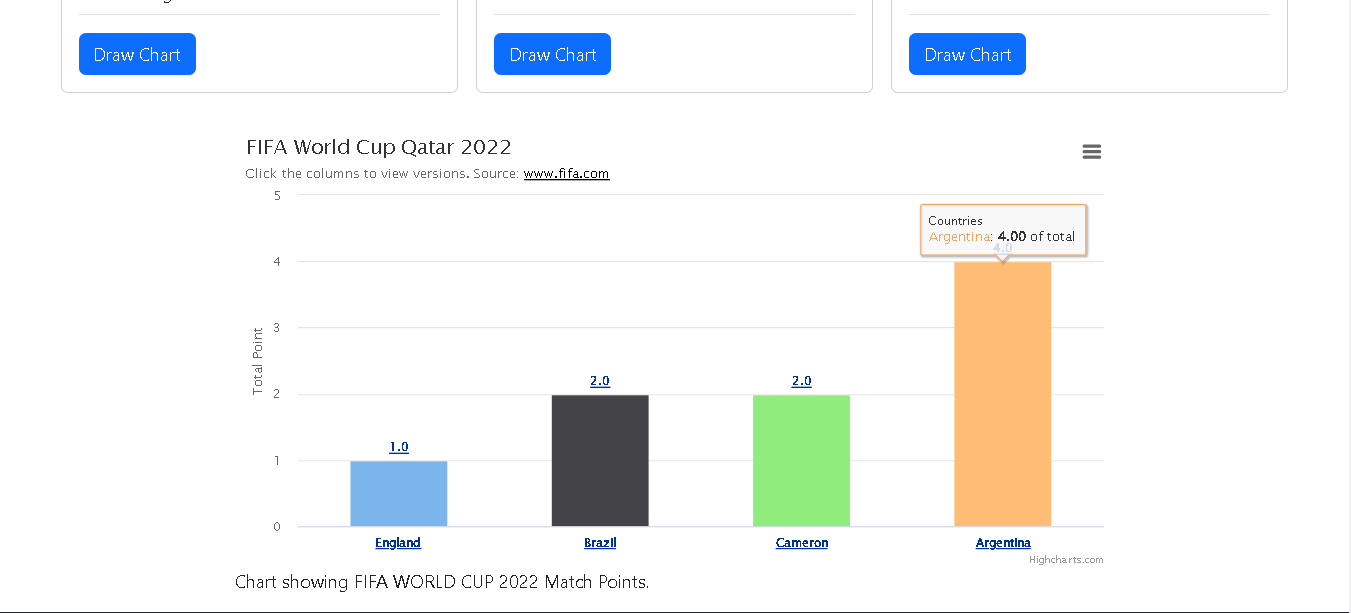 Draw Chart
Draw Chart
Draw Chart
FIFA World Cup Qatar 2022
Click the columns to view versions. Source: www.fifa.com
5
Countries
Argentina: 4.00 of total
4.0
4
3
Total Point
2.0
2.0
2
1.0
1
0
England
Brazil
Cameron
Argentina
Highcharts.com
Chart showing FIFA WORLD CUP 2022 Match Points.